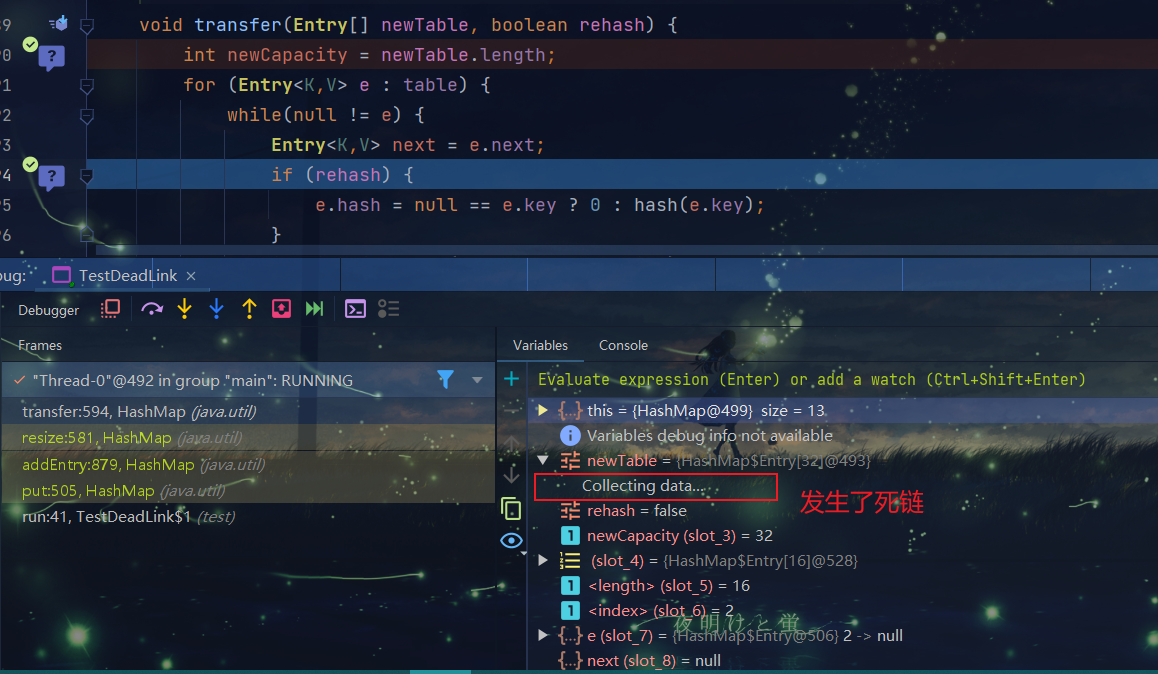 89 void transfer(Entry[] newTable, boolean rehash) {
0 int newCapacity = newTable.length;
1 for (Entry<K,V> e : table) {
2 while(null != e) {
3 Entry<K,V> next = e.next;
4 if (rehash) {
5 e.hash = null == e.key ? 0 : hash(e.key);
6 }
bug: TestDeadLink ×
Debugger
Frames
"Thread-0"@492 in group "main": RUNNING
transfer:594, HashMap (java.util)
resize:581, HashMap (java.util)
addEntry:879, HashMap (java.util)
put:505, HashMap (java.util)
run:41, TestDeadLink$1 (test)
Variables Console
Evaluate expression (Enter) or add a watch (Ctrl+Shift+Enter)
this = {HashMap@499} size = 13
Variables debug info not available
newTable = {HashMap$Entry[32]@493}
Collecting data...
发生了死链
rehash = false
newCapacity (slot_3) = 32
(slot_4) = {HashMap$Entry[16]@528}
<length> (slot_5) = 16
<index> (slot_6) = 2
夜明けと蛍
e (slot_7) = {HashMap$Entry@506} 2 -> null
next (slot_8) = null